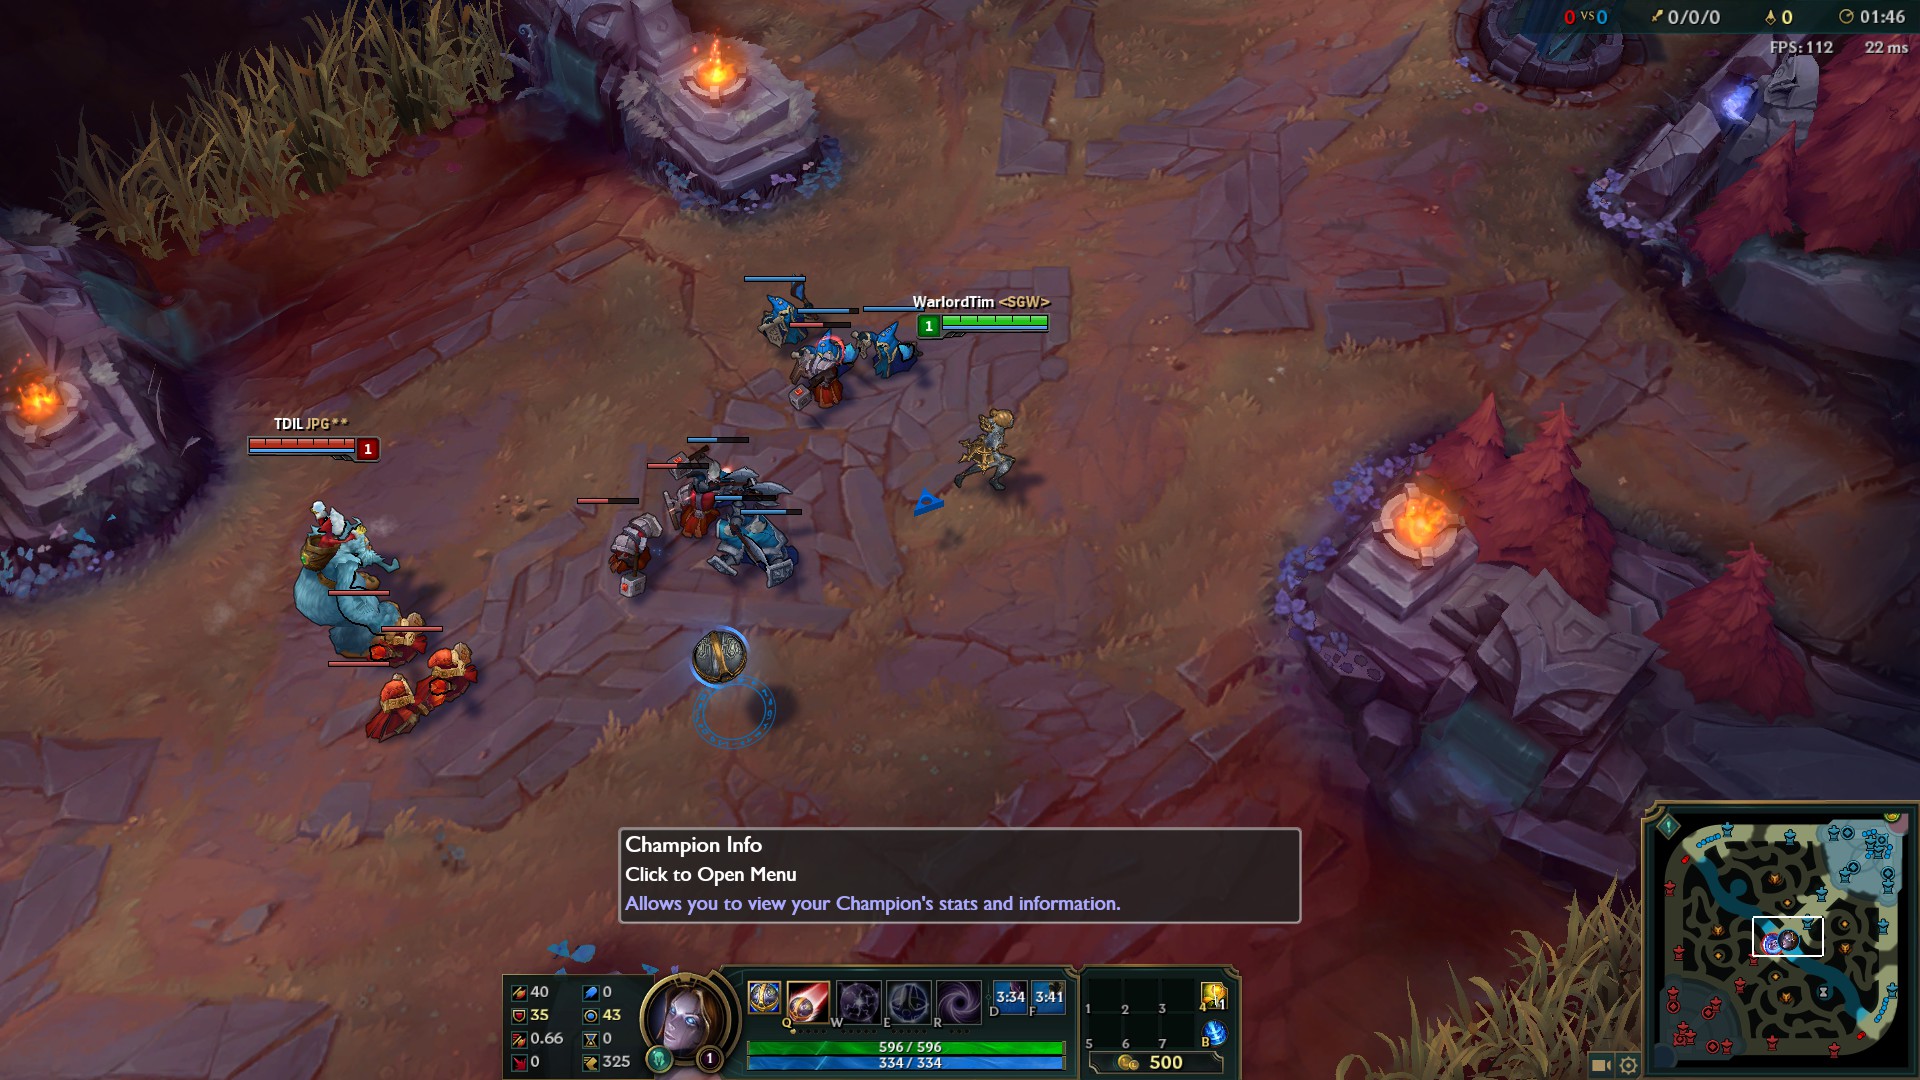 0 vs 0 0/0/0 0 01:46
FPS: 112 22 ms
WarlordTim <SGW>
1
TDIL JPG**
1
Champion Info
Click to Open Menu
Allows you to view your Champion's stats and information.
40 0
35 43
0.66 0
0 325
1
Q W E R
3:34 D 3:41 F
596 / 596
334 / 334
1 2 3 4 1
5 6 7 B
500